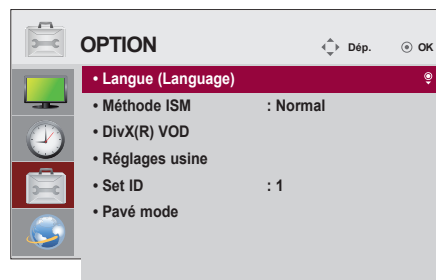 OPTION Dép. OK
• Langue (Language)
• Méthode ISM : Normal
• DivX(R) VOD
• Réglages usine
• Set ID : 1
• Pavé mode